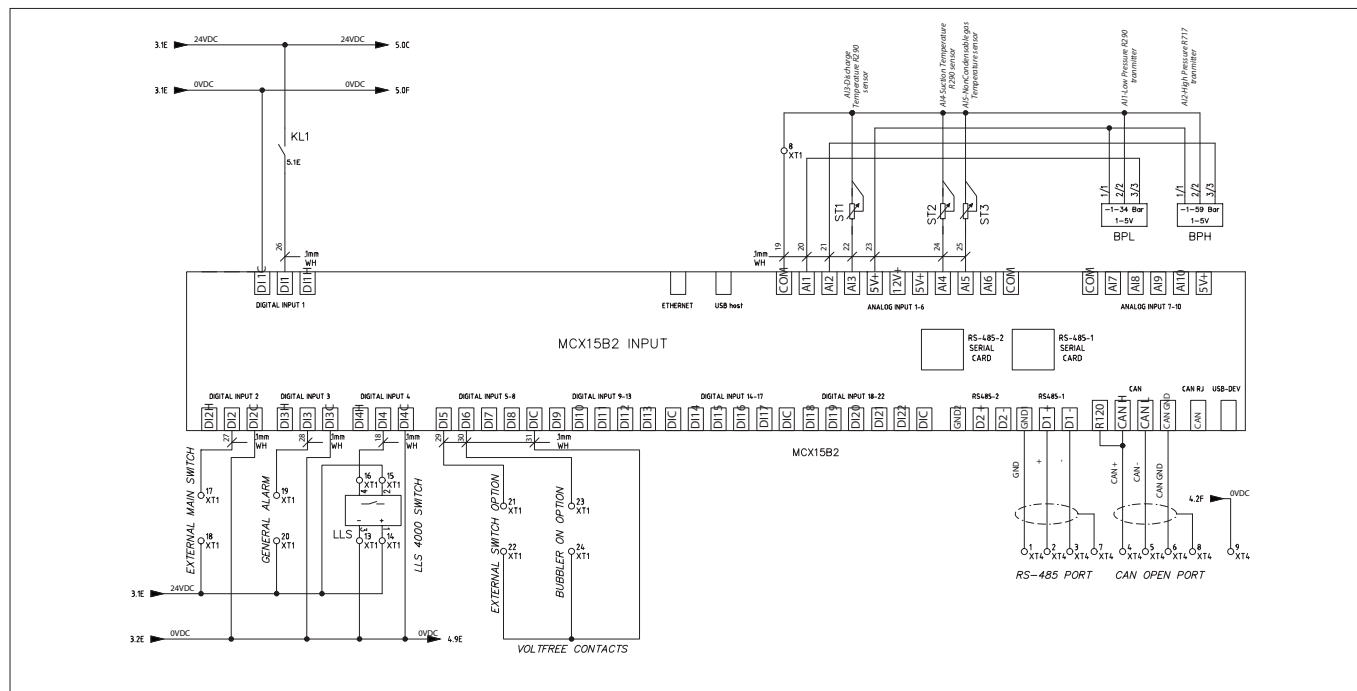 3.1E
24VDC
24VDC
5.0C
3.1E
0VDC
0VDC
5.0F
KL1
5.1E
26
1mm
WH
DI1C
DI1
DI1H
DIGITAL INPUT 1
AI3-Discharge
Temperature R290
sensor
AI4-Suction Temperature
R290 sensor
AI5-NonCondensable gas
Temperature sensor
AI1-Low Pressure R290
tranmitter
AI2-High Pressure R717
tranmitter
8
XT1
ST1
ST2
ST3
1/1
2/2
3/3
-1-34 Bar
1-5V
BPL
1/1
2/2
3/3
-1-59 Bar
1-5V
BPH
1mm
WH
19
20
21
22
23
24
25
COM
AI1
AI2
AI3
5V+
12V+
5V+
AI4
AI5
AI6
COM
COM
AI7
AI8
AI9
AI10
5V+
ETHERNET
USB host
ANALOG INPUT 1-6
ANALOG INPUT 7-10
MCX15B2 INPUT
RS-485-2
SERIAL
CARD
RS-485-1
SERIAL
CARD
DIGITAL INPUT 2
DIGITAL INPUT 3
DIGITAL INPUT 4
DIGITAL INPUT 5-8
DIGITAL INPUT 9-13
DIGITAL INPUT 14-17
DIGITAL INPUT 18-22
RS485-2
RS485-1
CAN
CAN RJ
USB-DEV
DI2H
DI2
DI2C
DI3H
DI3
DI3C
DI4H
DI4
DI4C
DI5
DI6
DI7
DI8
DIC
DI9
DI10
DI11
DI12
DI13
DIC
DI14
DI15
DI16
DI17
DIC
DI18
DI19
DI20
DI21
DI22
DIC
GND2
D2+
D2-
GND
D1+
D1-
R120
CAN H
CAN L
CAN GND
CAN
27
1mm
WH
28
1mm
WH
18
1mm
WH
29
30
31
1mm
WH
MCX15B2
EXTERNAL MAIN SWITCH
17
XT1
18
XT1
GENERAL ALARM
19
XT1
20
XT1
16
XT1
15
XT1
4
2
-
+
3
1
LLS
13
XT1
14
XT1
LLS 4000 SWITCH
EXTERNAL SWITCH OPTION
21
XT1
22
XT1
BUBBLER ON OPTION
23
XT1
24
XT1
GND
+
-
CAN+
CAN-
CAN GND
4.2F
0VDC
1
XT4
2
XT4
3
XT4
7
XT4
4
XT4
5
XT4
6
XT4
8
XT4
9
XT4
RS-485 PORT
CAN OPEN PORT
3.1E
24VDC
3.2E
0VDC
0VDC
4.9E
VOLTFREE CONTACTS